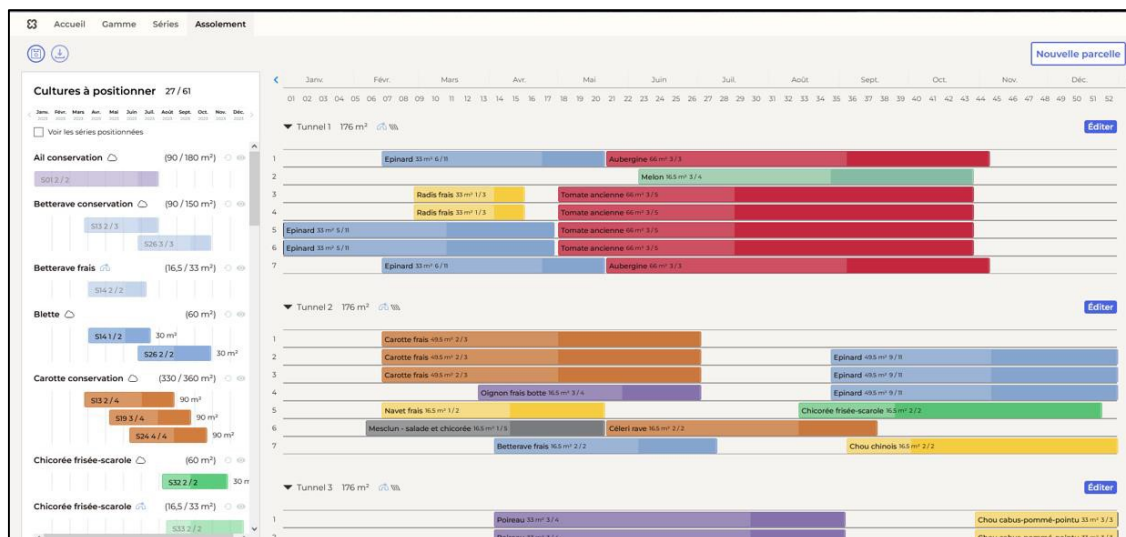 Accueil Gamme Séries Assolement
Nouvelle parcelle
Cultures à positionner 27 / 61
Janv. Févr. Mars Avr. Mai Juin Juil. Août Sept. Oct. Nov. Déc.
Voir les séries positionnées
Ail conservation (90 / 180 m²)
S01 2 / 2
Betterave conservation (90 / 150 m²)
S13 2 / 3
S26 3 / 3
Betterave frais (16,5 / 33 m²)
S14 2 / 2
Blette (60 m²)
S14 1 / 2 30 m²
S26 2 / 2 30 m²
Carotte conservation (330 / 360 m²)
S13 2 / 4 90 m²
S19 3 / 4 90 m²
S24 4 / 4 90 m²
Chicorée frisée-scarole (60 m²)
S32 2 / 2 30 m
Chicorée frisée-scarole (16,5 / 33 m²)
S33 2 / 2
Janv. Févr. Mars Avr. Mai Juin Juil. Août Sept. Oct. Nov. Déc.
01 02 03 04 05 06 07 08 09 10 11 12 13 14 15 16 17 18 19 20 21 22 23 24 25 26 27 28 29 30 31 32 33 34 35 36 37 38 39 40 41 42 43 44 45 46 47 48 49 50 51 52
Tunnel 1 176 m² Éditer
1 Epinard 33 m² 6 / 11 Aubergine 66 m² 3 / 3
2 Melon 16.5 m² 3 / 4
3 Radis frais 33 m² 1 / 3 Tomate ancienne 66 m² 3 / 5
4 Radis frais 33 m² 1 / 3 Tomate ancienne 66 m² 3 / 5
5 Epinard 33 m² 5 / 11 Tomate ancienne 66 m² 3 / 5
6 Epinard 33 m² 5 / 11 Tomate ancienne 66 m² 3 / 5
7 Epinard 33 m² 6 / 11 Aubergine 66 m² 3 / 3
Tunnel 2 176 m² Éditer
1 Carotte frais 49.5 m² 2 / 3
2 Carotte frais 49.5 m² 2 / 3 Epinard 49.5 m² 9 / 11
3 Carotte frais 49.5 m² 2 / 3 Epinard 49.5 m² 9 / 11
4 Oignon frais botte 16.5 m² 3 / 4 Epinard 49.5 m² 9 / 11
5 Navet frais 16.5 m² 1 / 2 Chicorée frisée-scarole 16.5 m² 2 / 2
6 Mesclun - salade et chicorée 16.5 m² 1 / 5 Céleri rave 16.5 m² 2 / 2
7 Betterave frais 16.5 m² 2 / 2 Chou chinois 16.5 m² 2 / 2
Tunnel 3 176 m² Éditer
1 Poireau 33 m² 3 / 4 Chou cabus-pommé-pointu 33 m² 3 / 3